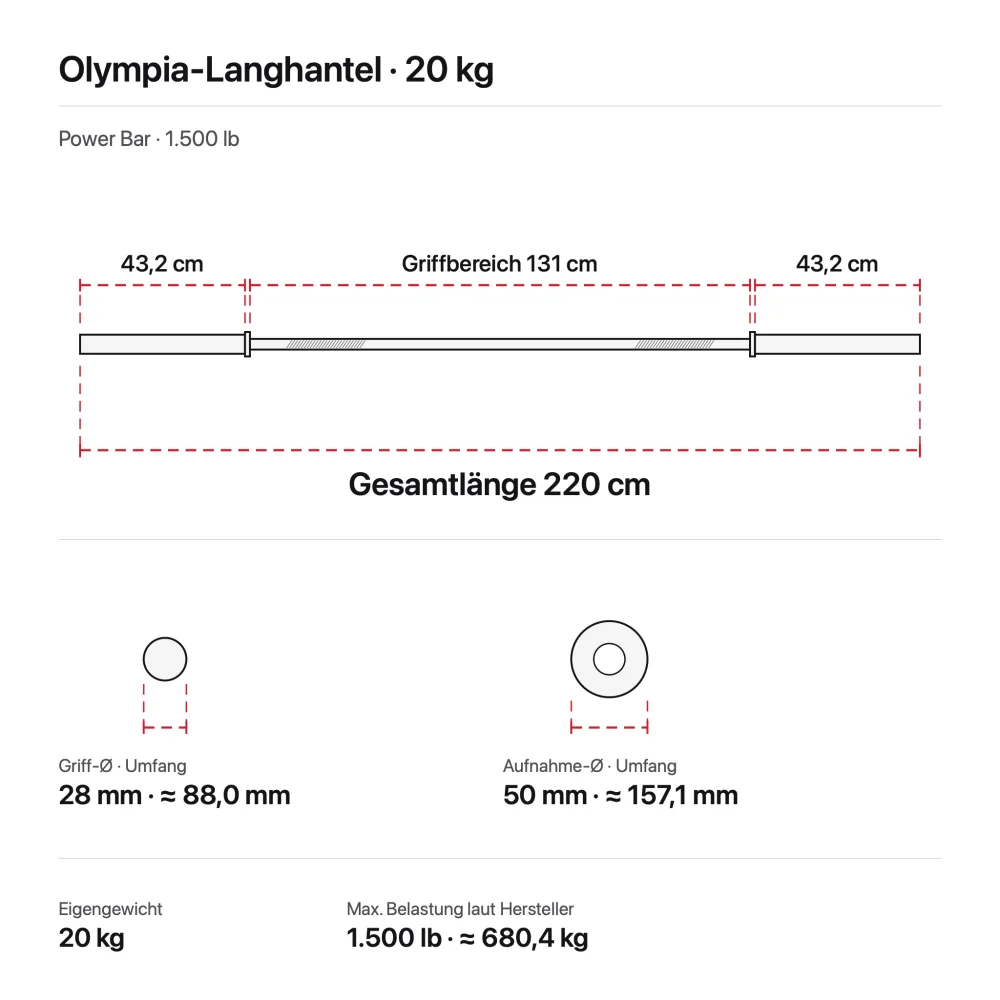 Olympia-Langhantel · 20 kg
Power Bar · 1.500 lb
43,2 cm
Griffbereich 131 cm
43,2 cm
Gesamtlänge 220 cm
Griff-Ø · Umfang
28 mm · ≈ 88,0 mm
Aufnahme-Ø · Umfang
50 mm · ≈ 157,1 mm
Eigengewicht
20 kg
Max. Belastung laut Hersteller
1.500 lb · ≈ 680,4 kg